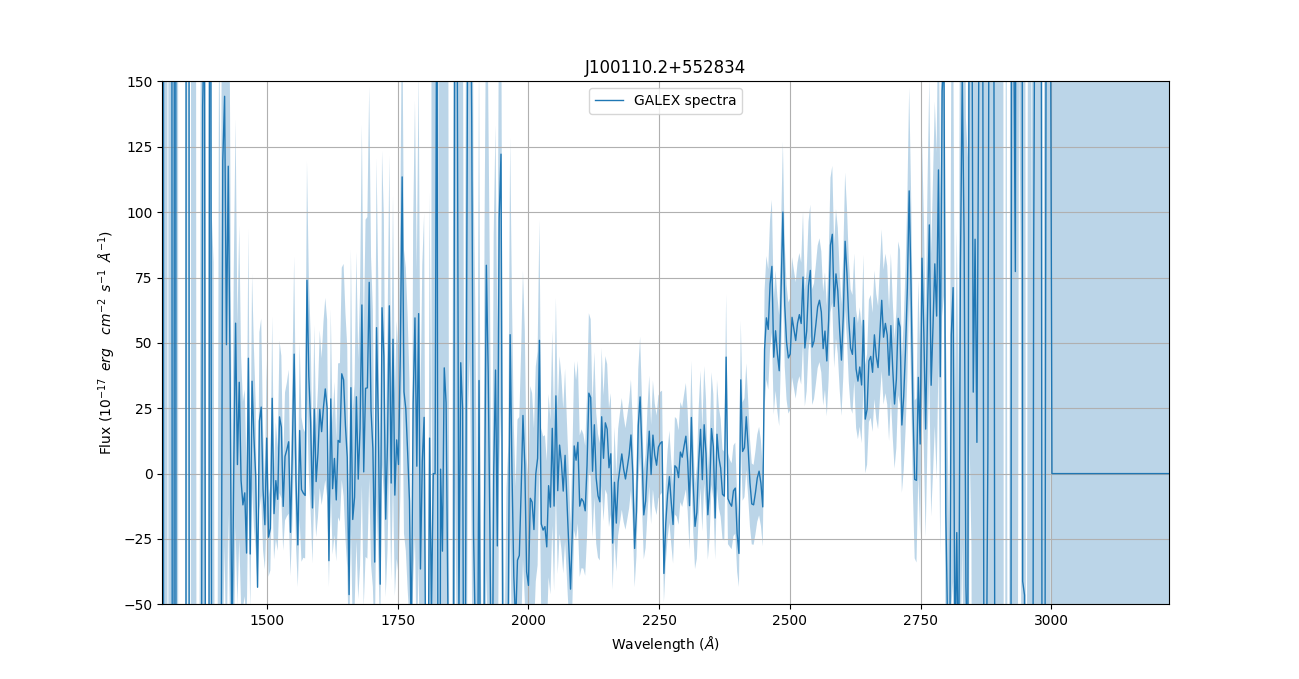 J100110.2+552834
GALEX spectra
150
125
100
75
50
25
0
−25
−50
Flux (10⁻¹⁷ erg cm⁻² s⁻¹ Å⁻¹)
1500 1750 2000 2250 2500 2750 3000
Wavelength (Å)